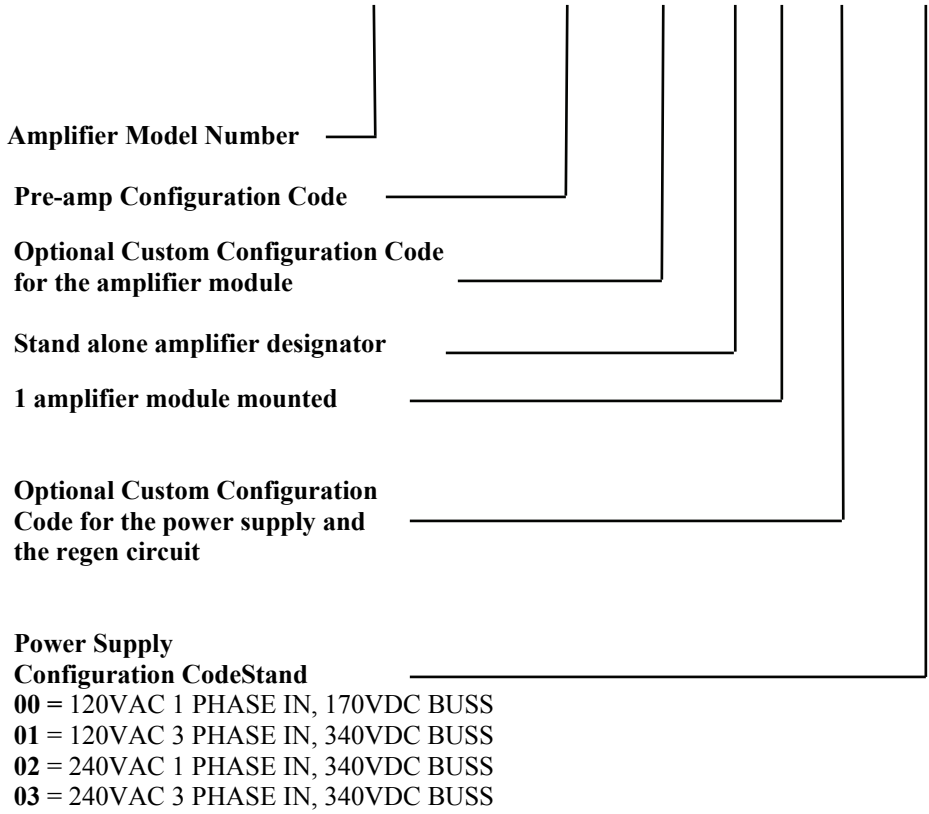 Amplifier Model Number
Pre-amp Configuration Code
Optional Custom Configuration Code
for the amplifier module
Stand alone amplifier designator
1 amplifier module mounted
Optional Custom Configuration
Code for the power supply and
the regen circuit
Power Supply
Configuration CodeStand
00 = 120VAC 1 PHASE IN, 170VDC BUSS
01 = 120VAC 3 PHASE IN, 340VDC BUSS
02 = 240VAC 1 PHASE IN, 340VDC BUSS
03 = 240VAC 3 PHASE IN, 340VDC BUSS